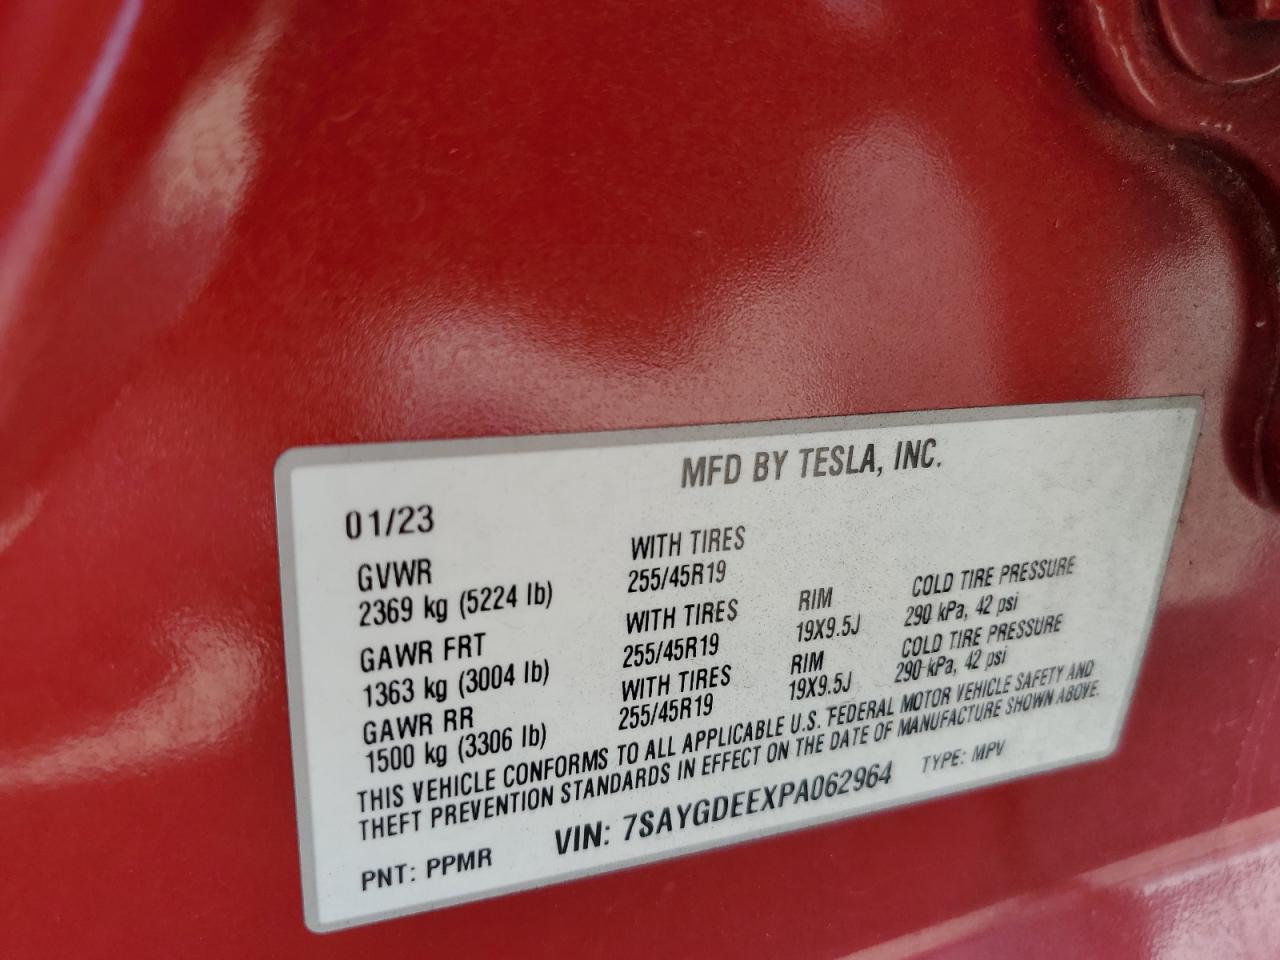 MFD BY TESLA, INC.
01/23
GVWR WITH TIRES
2369 kg (5224 lb) 255/45R19
GAWR FRT WITH TIRES RIM COLD TIRE PRESSURE
1363 kg (3004 lb) 255/45R19 19X9.5J 290 kPa, 42 psi
GAWR RR WITH TIRES RIM COLD TIRE PRESSURE
1500 kg (3306 lb) 255/45R19 19X9.5J 290 kPa, 42 psi
THIS VEHICLE CONFORMS TO ALL APPLICABLE U.S. FEDERAL MOTOR VEHICLE SAFETY AND
THEFT PREVENTION STANDARDS IN EFFECT ON THE DATE OF MANUFACTURE SHOWN ABOVE.
PNT: PPMR VIN: 7SAYGDEEXPA062964 TYPE: MPV